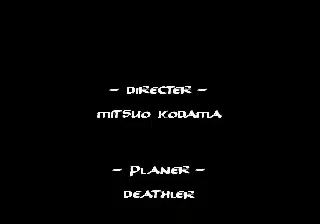 - DIRECTER -
MITSUO KODAMA
- PLANER -
DEATHLER